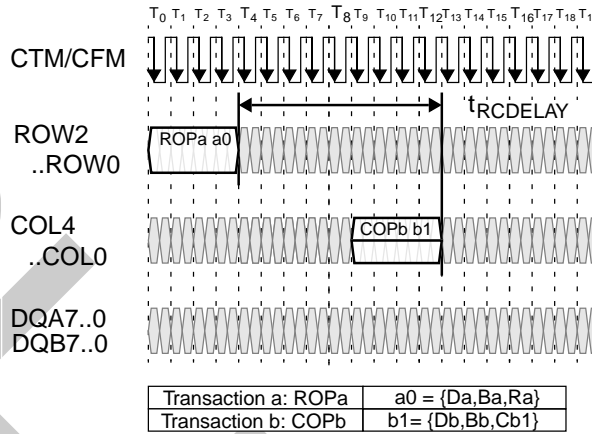 T0 T1 T2 T3 T4 T5 T6 T7 T8 T9 T10 T11 T12 T13 T14 T15 T16 T17 T18 T1
CTM/CFM
tRCDELAY
ROW2
..ROW0
ROPa a0
COL4
..COL0
COPb b1
DQA7..0
DQB7..0
Transaction a: ROPa a0 = {Da,Ba,Ra}
Transaction b: COPb b1= {Db,Bb,Cb1}